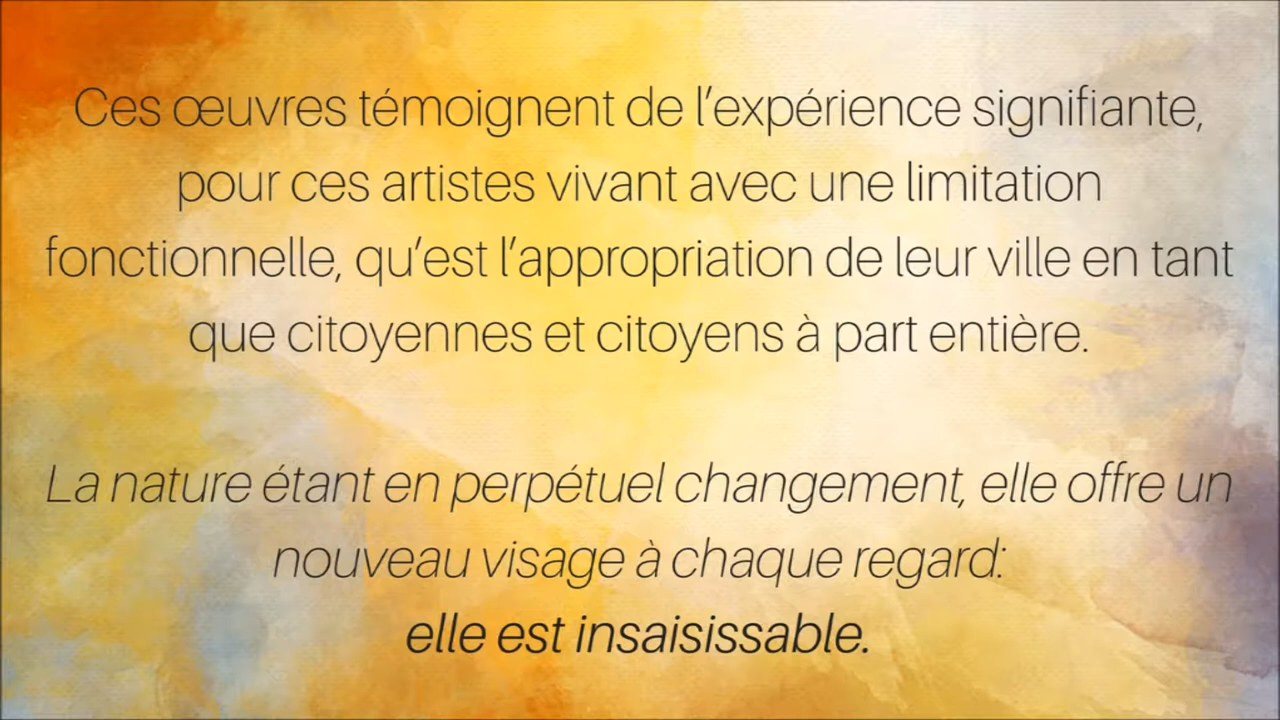 Ces œuvres témoignent de l’expérience signifiante,
pour ces artistes vivant avec une limitation
fonctionnelle, qu’est l’appropriation de leur ville en tant
que citoyennes et citoyens à part entière.
La nature étant en perpétuel changement, elle offre un
nouveau visage à chaque regard:
elle est insaisissable.